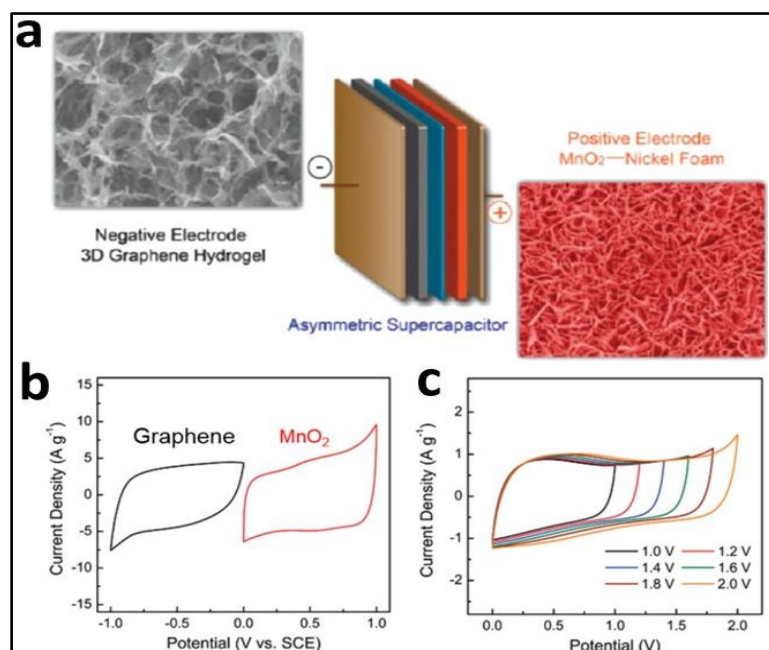 a
Positive Electrode
MnO₂—Nickel Foam
-
+
Negative Electrode
3D Graphene Hydrogel
Asymmetric Supercapacitor
b
Current Density (A g⁻¹)
15
10
5
0
-5
-10
-15
Graphene
MnO₂
-1.0 -0.5 0.0 0.5 1.0
Potential (V vs. SCE)
c
Current Density (A g⁻¹)
2
1
0
-1
-2
1.0 V 1.2 V
1.4 V 1.6 V
1.8 V 2.0 V
0.0 0.5 1.0 1.5 2.0
Potential (V)